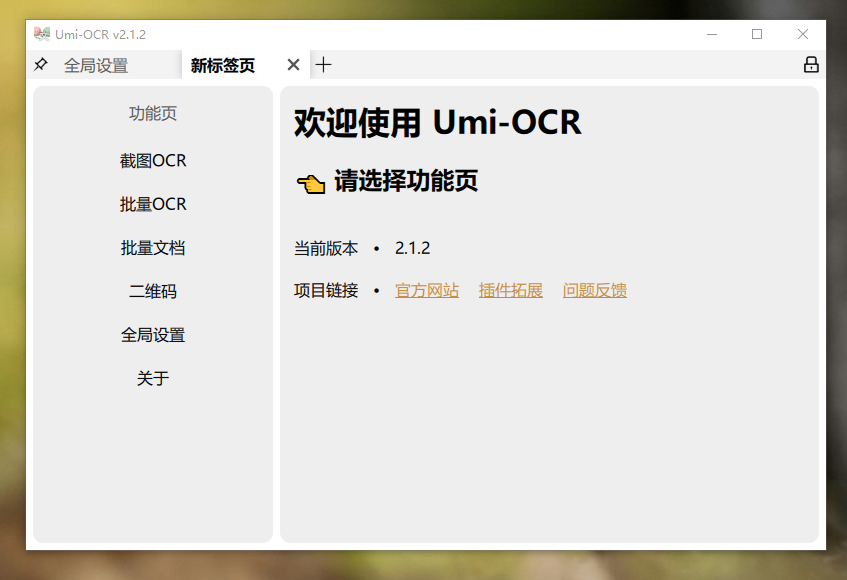 Umi-OCR v2.1.2
全局设置 新标签页
功能页
截图OCR
批量OCR
批量文档
二维码
全局设置
关于
欢迎使用 Umi-OCR
请选择功能页
当前版本 • 2.1.2
项目链接 • 官方网站 插件拓展 问题反馈